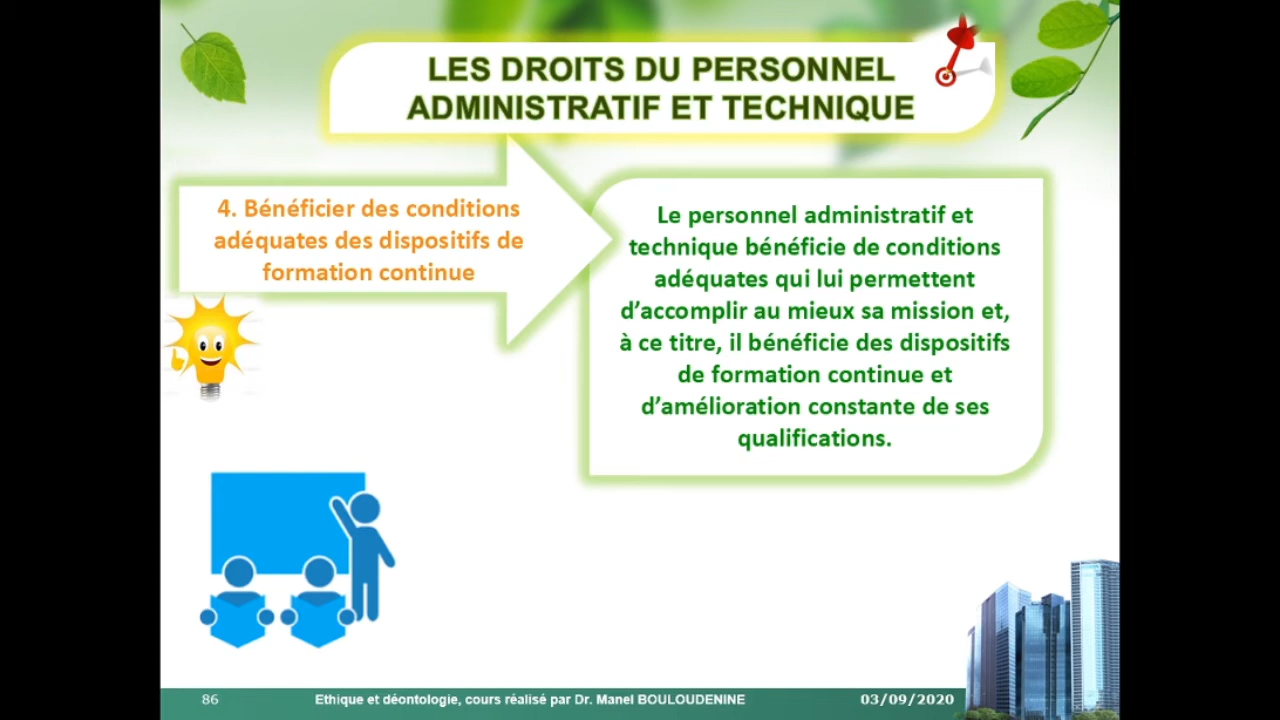 LES DROITS DU PERSONNEL
ADMINISTRATIF ET TECHNIQUE
4. Bénéficier des conditions
adéquates des dispositifs de
formation continue
Le personnel administratif et
technique bénéficie de conditions
adéquates qui lui permettent
d’accomplir au mieux sa mission et,
à ce titre, il bénéficie des dispositifs
de formation continue et
d’amélioration constante de ses
qualifications.
86
Ethique et déontologie, cours réalisé par Dr. Manel BOULOUDENINE
03/09/2020